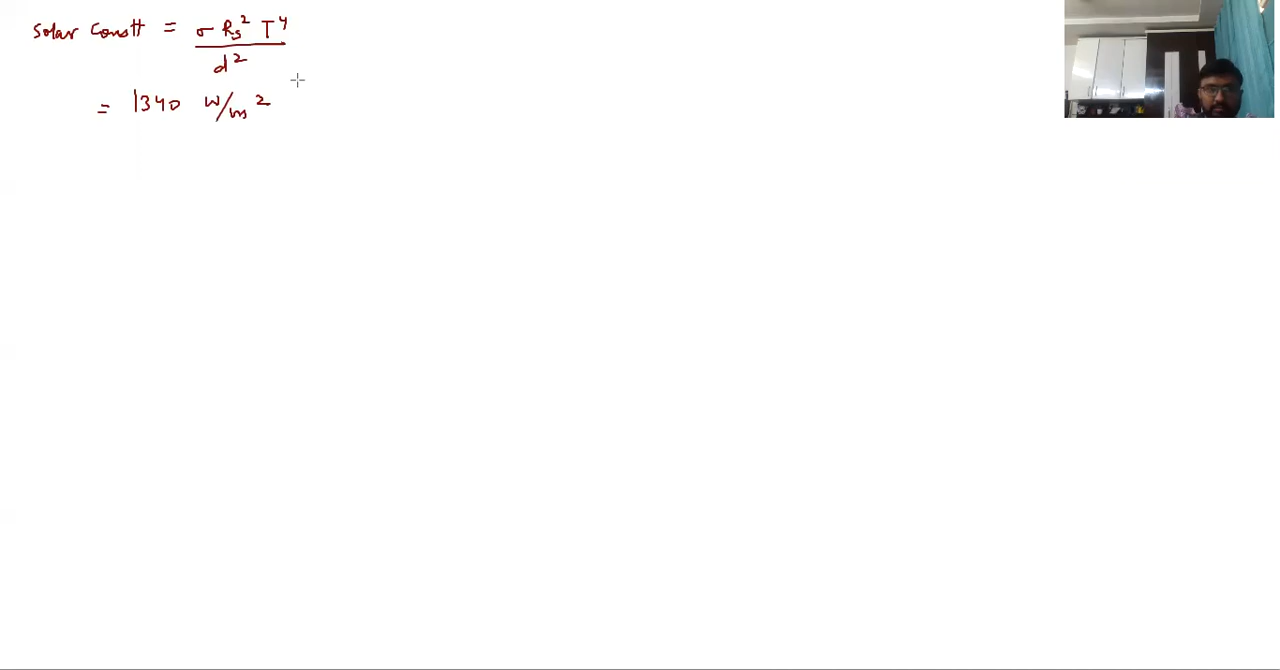 Solar Constt = σ Rs² T⁴ / d²
= 1340 W/m²